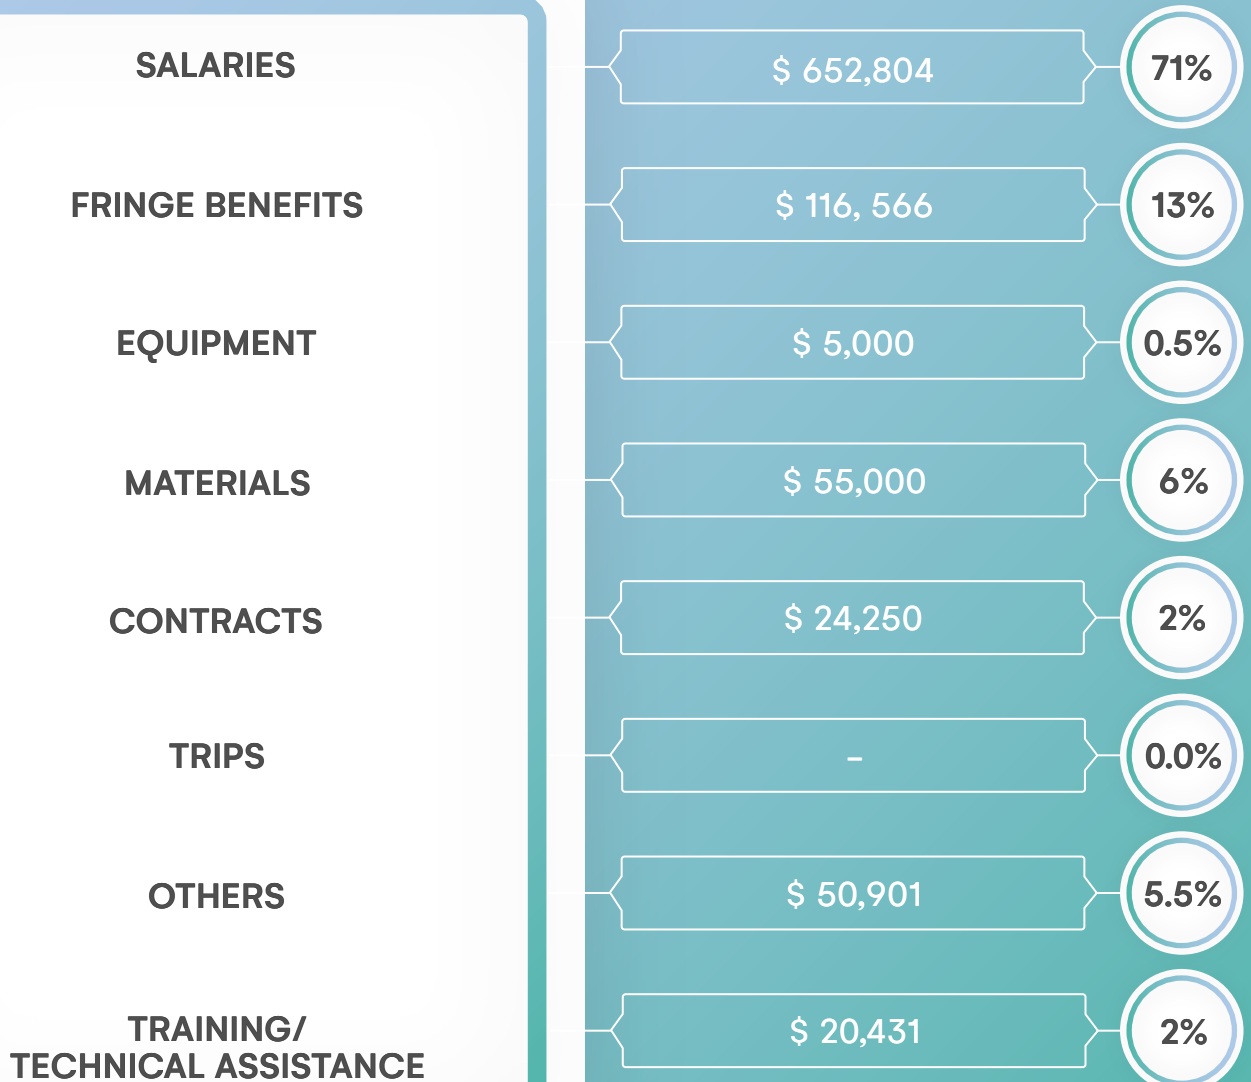 SALARIES
$ 652,804
71%
FRINGE BENEFITS
$ 116, 566
13%
EQUIPMENT
$ 5,000
0.5%
MATERIALS
$ 55,000
6%
CONTRACTS
$ 24,250
2%
TRIPS
–
0.0%
OTHERS
$ 50,901
5.5%
TRAINING/
TECHNICAL ASSISTANCE
$ 20,431
2%